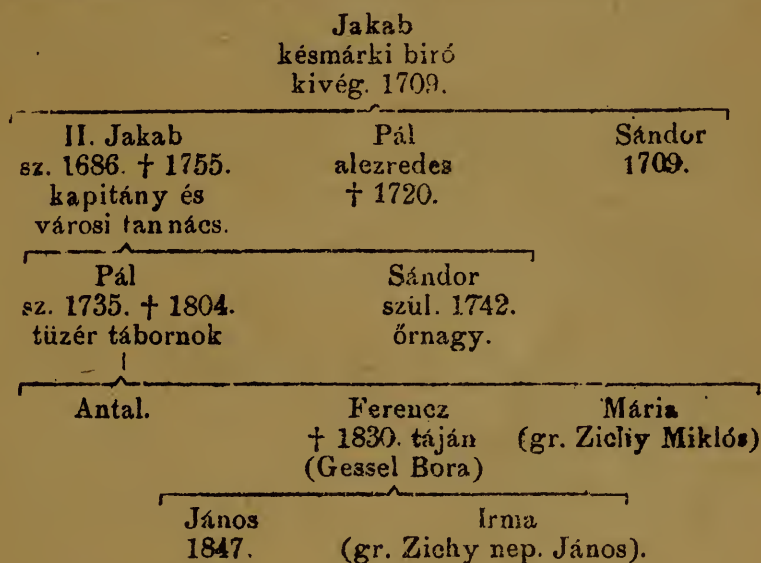 Jakab
késmárki biró
kivég. 1709.
II. Jakab Pál Sándor
sz. 1686. † 1755. alezredes 1709.
kapitány és † 1720.
városi tannács.
Pál Sándor
sz. 1735. † 1804. szül. 1742.
tüzér tábornok őrnagy.
Antal. Ferencz Mária
† 1830. táján (gr. Zichy Miklós)
(Gessel Bora)
János Irma
1847. (gr. Zichy nep. János).